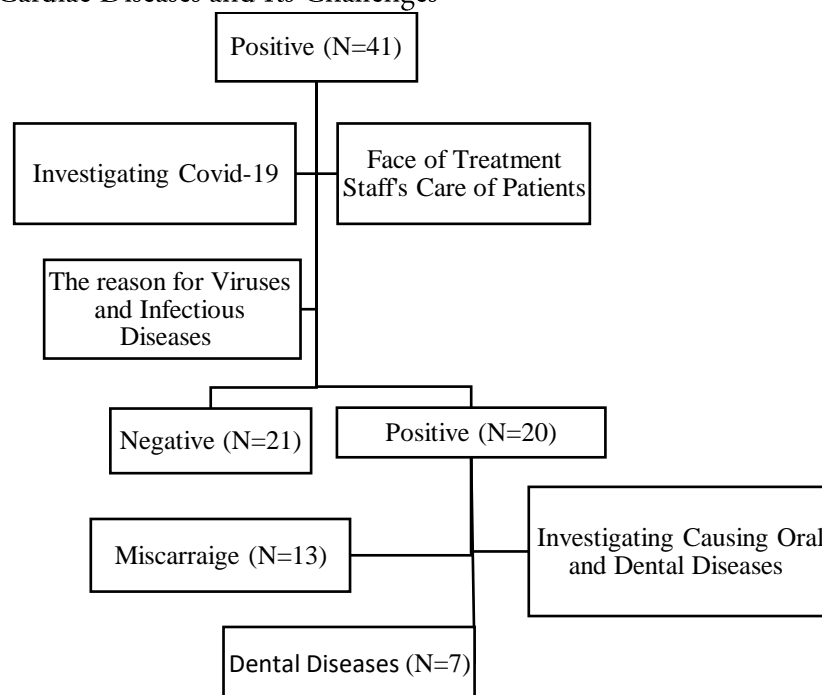 Cardiac Diseases and Its Challenges
Positive (N=41)
Investigating Covid-19
Face of Treatment
Staff's Care of Patients
The reason for Viruses
and Infectious
Diseases
Negative (N=21)
Positive (N=20)
Miscarraige (N=13)
Investigating Causing Oral
and Dental Diseases
Dental Diseases (N=7)